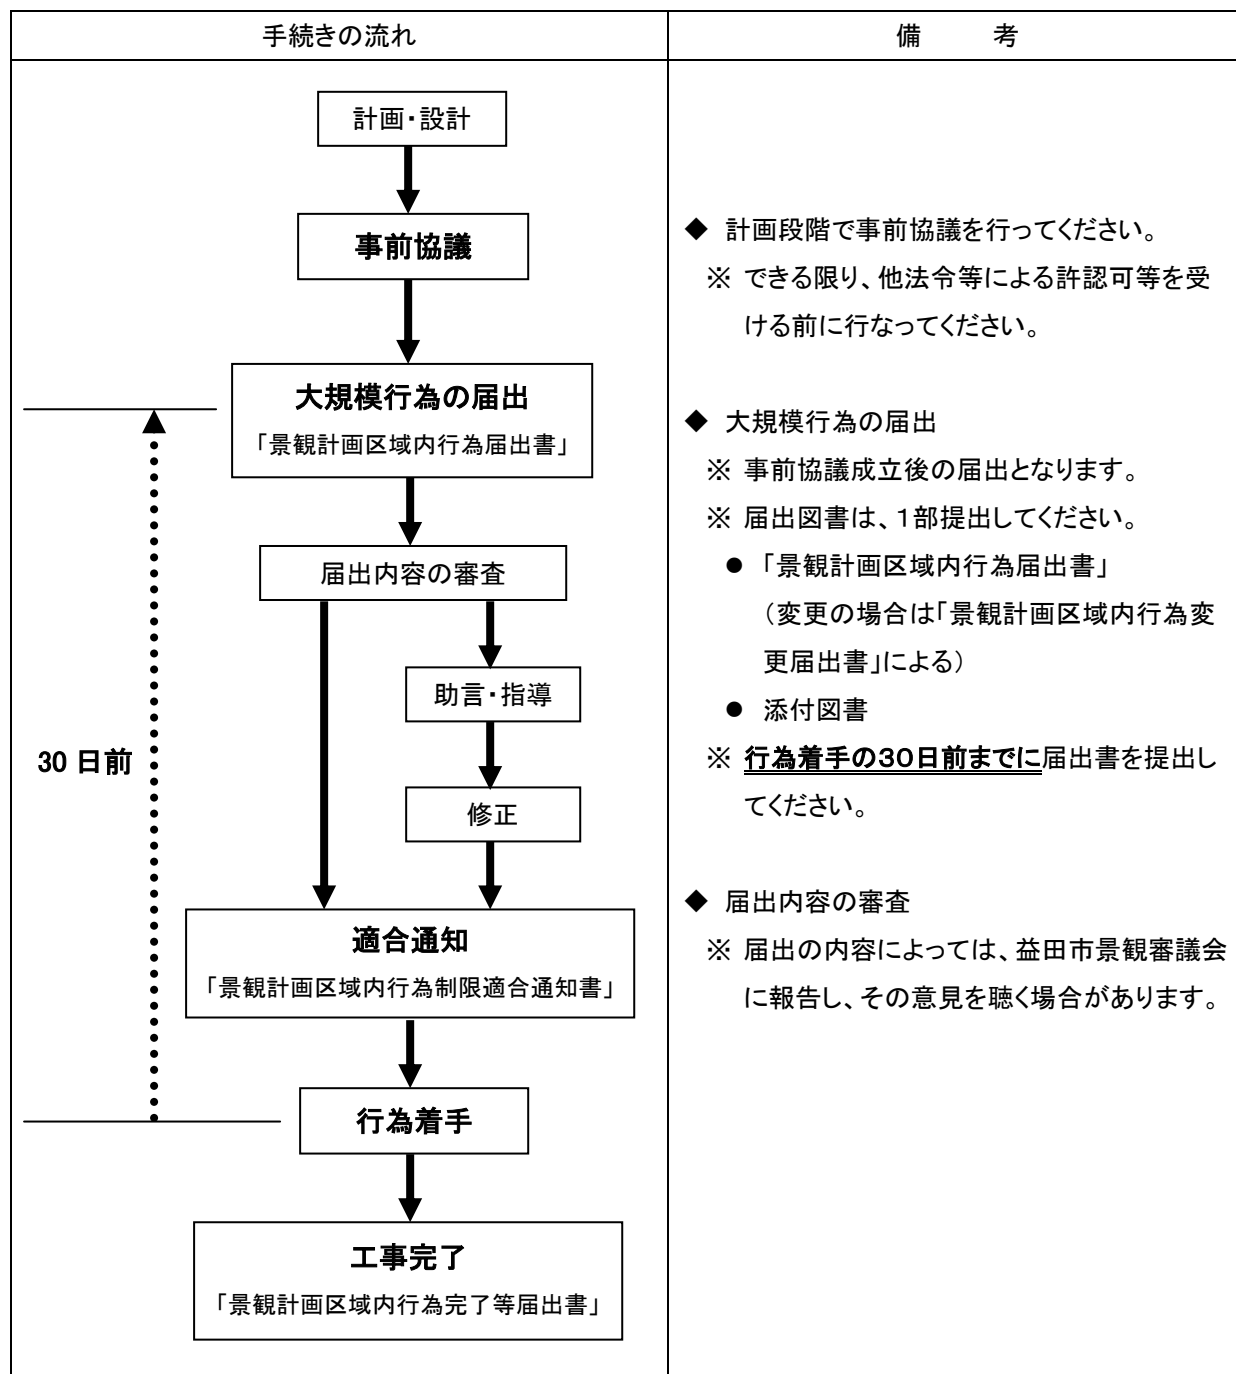 手続きの流れ
備　　考
計画・設計
事前協議
大規模行為の届出
「景観計画区域内行為届出書」
届出内容の審査
助言・指導
30 日前
修正
適合通知
「景観計画区域内行為制限適合通知書」
行為着手
工事完了
「景観計画区域内行為完了等届出書」
◆ 計画段階で事前協議を行ってください。
※ できる限り、他法令等による許認可等を受
ける前に行なってください。
◆ 大規模行為の届出
※ 事前協議成立後の届出となります。
※ 届出図書は、１部提出してください。
● 「景観計画区域内行為届出書」
（変更の場合は「景観計画区域内行為変
更届出書」による）
● 添付図書
※ 行為着手の３０日前までに届出書を提出し
てください。
◆ 届出内容の審査
※ 届出の内容によっては、益田市景観審議会
に報告し、その意見を聴く場合があります。